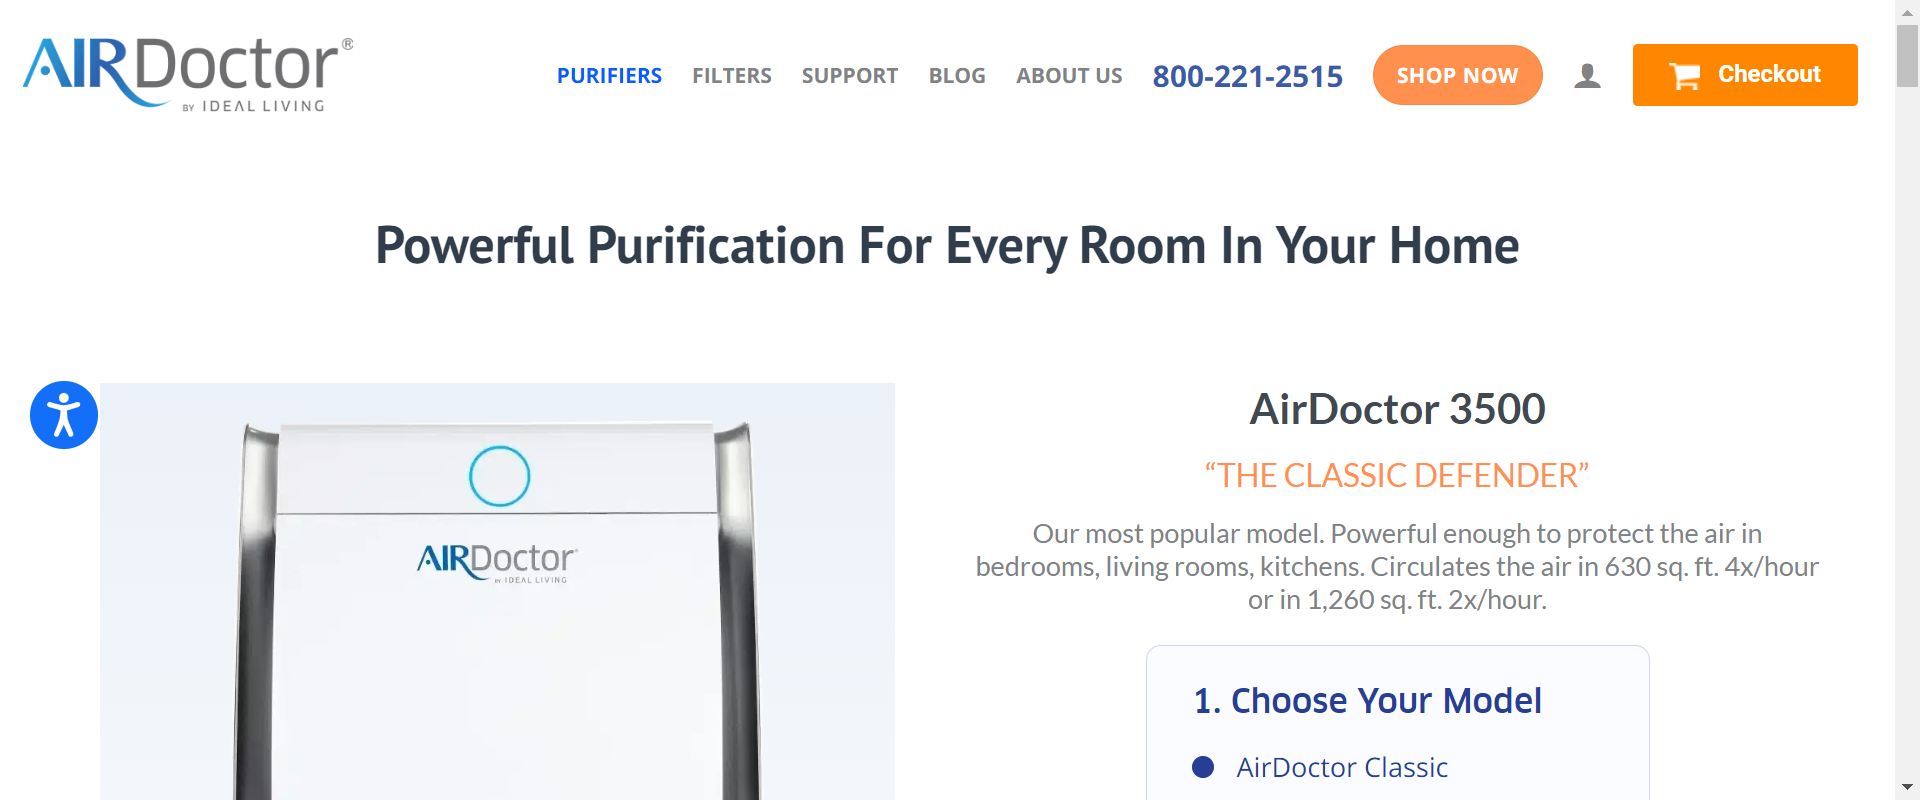 AIRDoctor®
BY IDEAL LIVING
PURIFIERS FILTERS SUPPORT BLOG ABOUT US 800-221-2515 SHOP NOW Checkout
Powerful Purification For Every Room In Your Home
AIRDoctor
BY IDEAL LIVING
AirDoctor 3500
“THE CLASSIC DEFENDER”
Our most popular model. Powerful enough to protect the air in
bedrooms, living rooms, kitchens. Circulates the air in 630 sq. ft. 4x/hour
or in 1,260 sq. ft. 2x/hour.
1. Choose Your Model
AirDoctor Classic